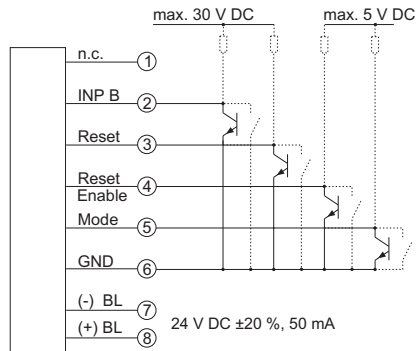 max. 30 V DC
max. 5 V DC
n.c. 1
INP B 2
Reset 3
Reset
Enable 4
Mode 5
GND 6
(-) BL 7
(+) BL 8
24 V DC ±20 %, 50 mA